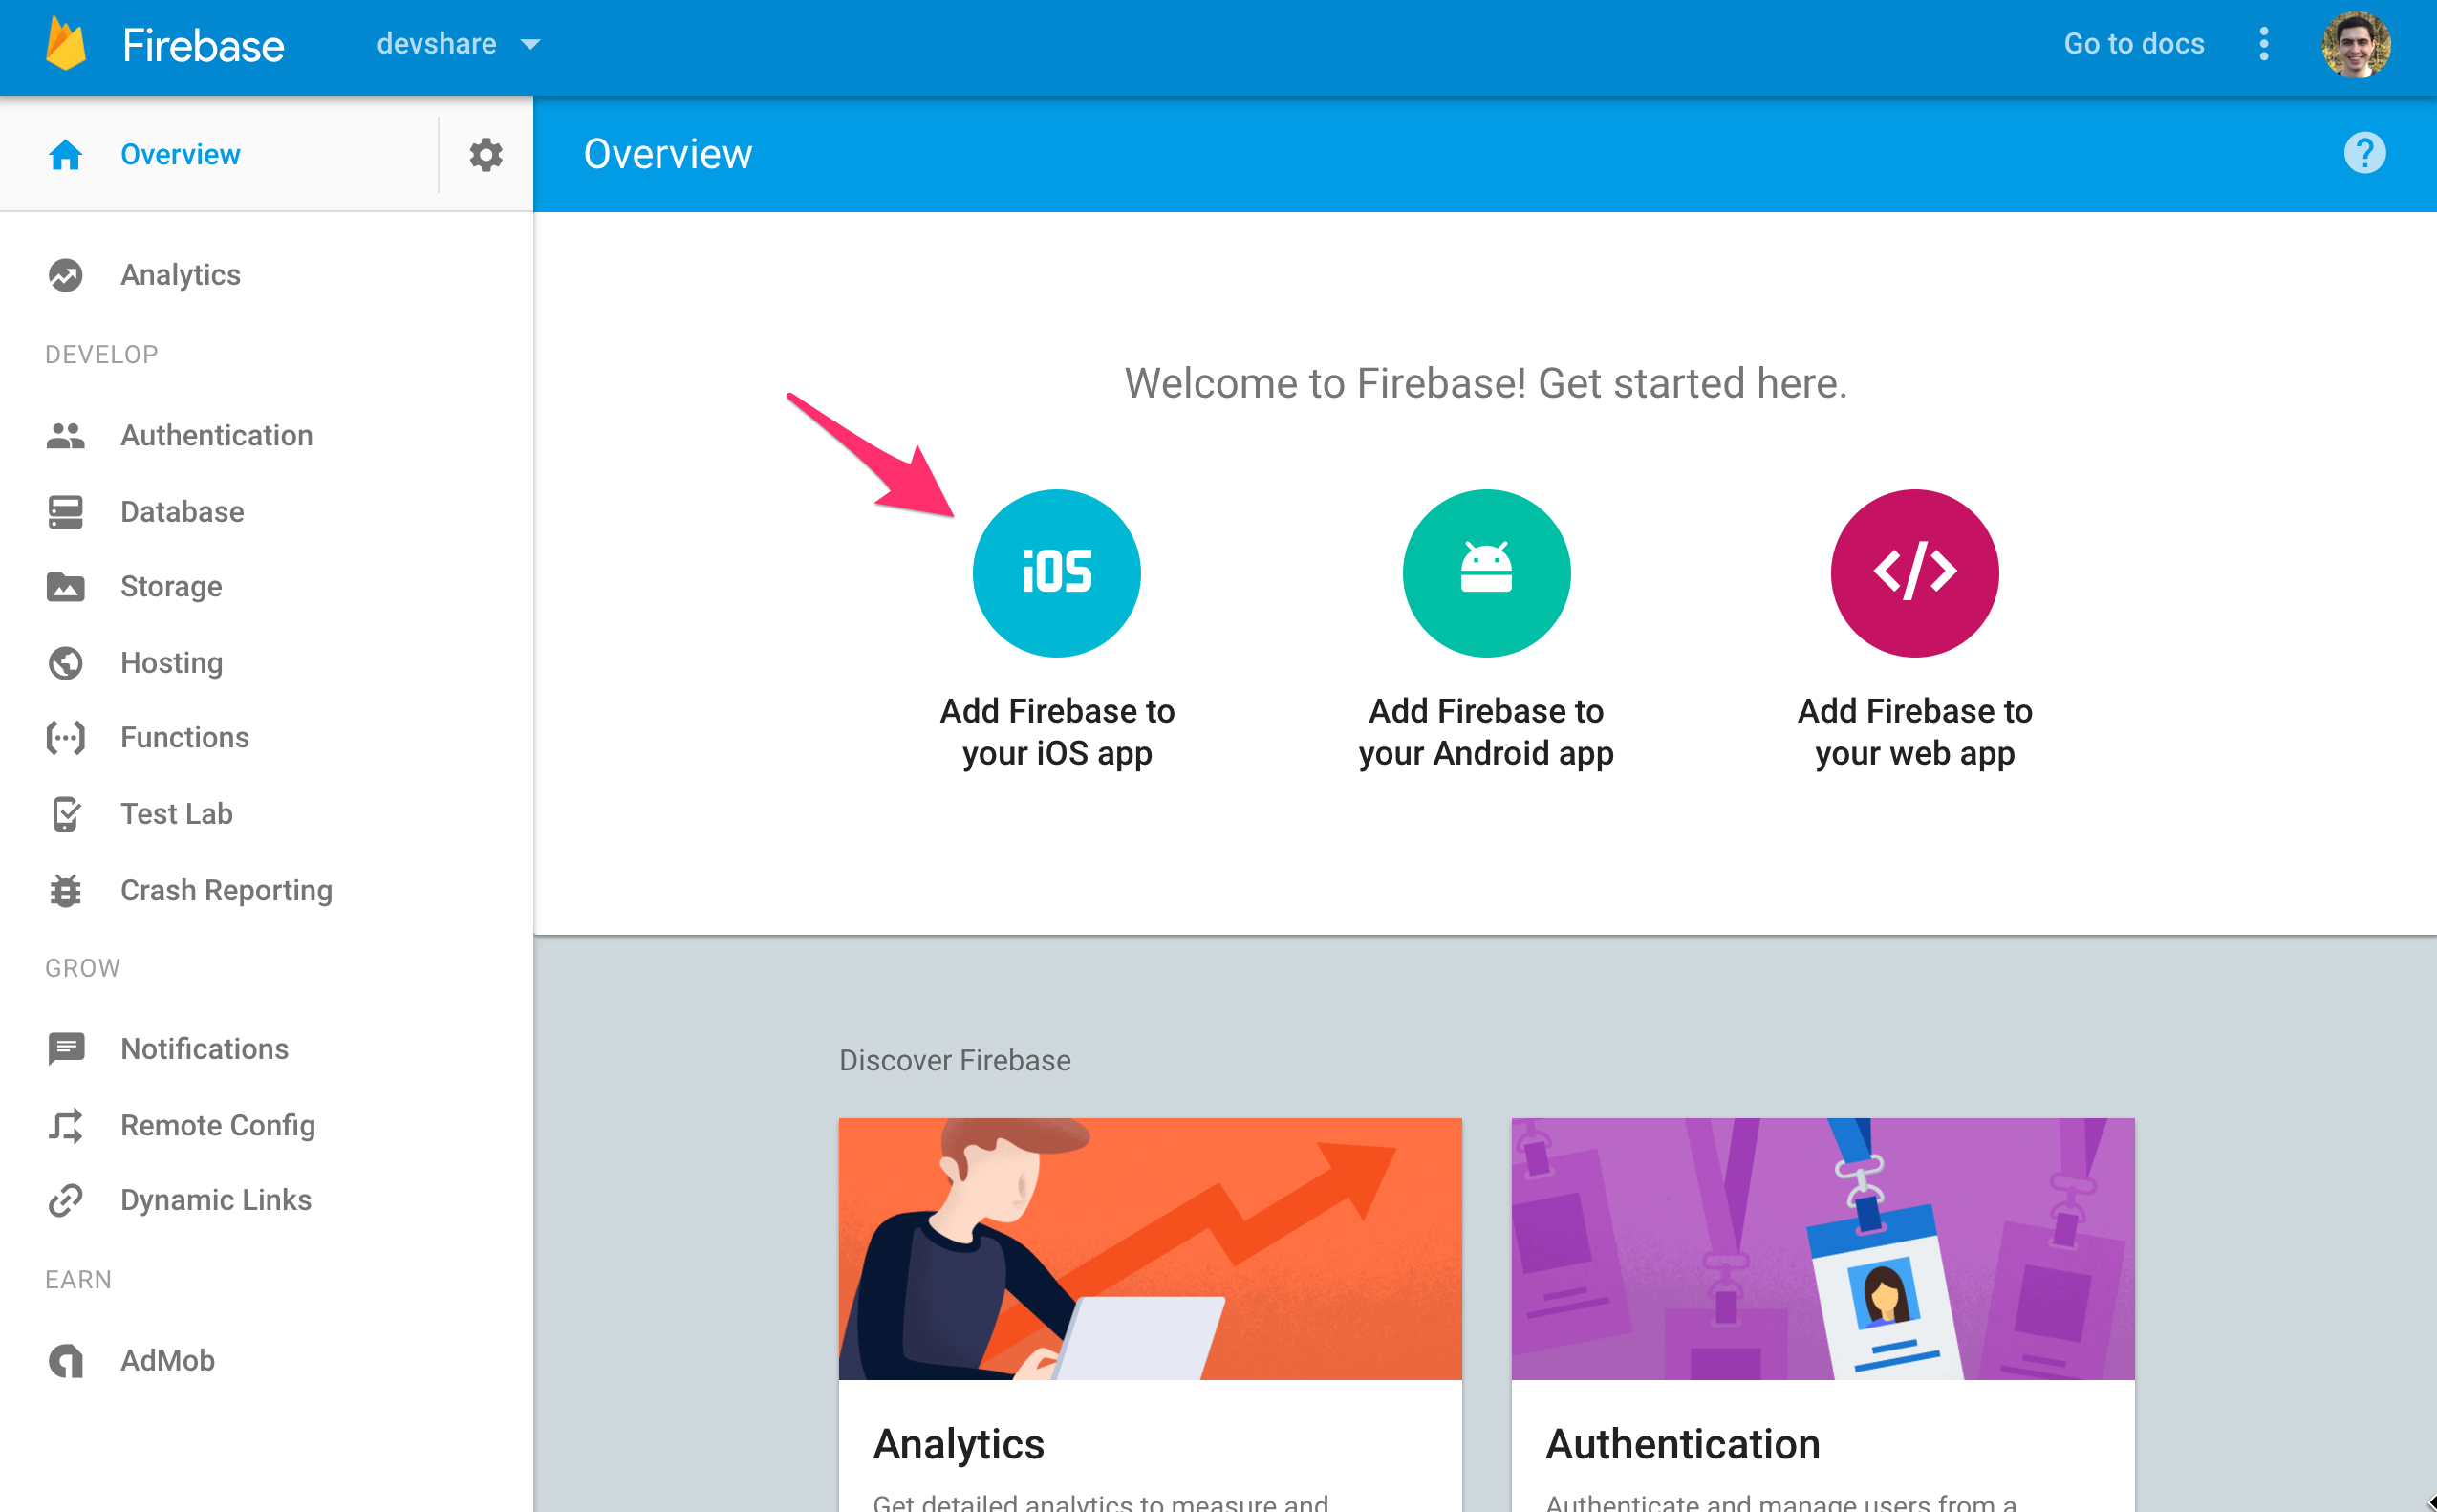 Firebase
devshare
Go to docs
Overview
Overview
?
Analytics
DEVELOP
Authentication
Database
Storage
Hosting
Functions
Test Lab
Crash Reporting
GROW
Notifications
Remote Config
Dynamic Links
EARN
AdMob
Welcome to Firebase! Get started here.
iOS
Add Firebase to
your iOS app
Add Firebase to
your Android app
</>
Add Firebase to
your web app
Discover Firebase
Analytics
Get detailed analytics to measure and
Authentication
Authenticate and manage users from a